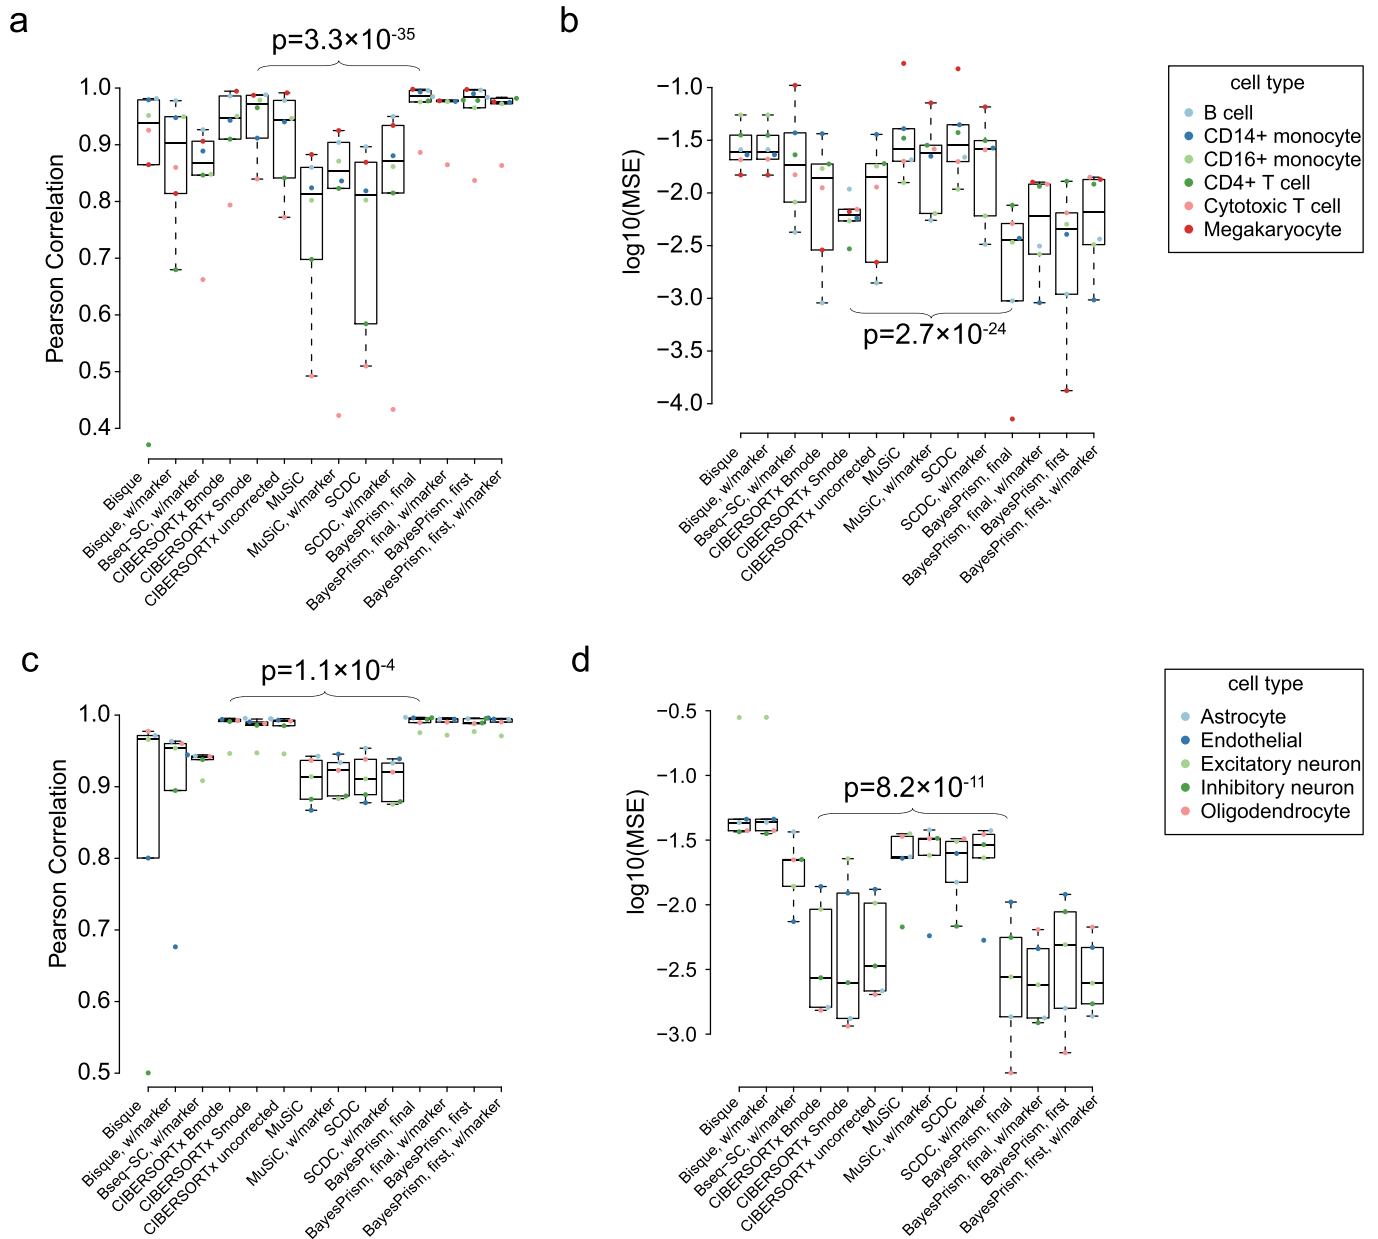 a
p=3.3×10-35
Pearson Correlation
1.0
0.9
0.8
0.7
0.6
0.5
0.4
Bisque
Bisque, w/marker
Bseq−SC, w/marker
CIBERSORTx Bmode
CIBERSORTx Smode
CIBERSORTx uncorrected
MuSiC
MuSiC, w/marker
SCDC
SCDC, w/marker
BayesPrism, final
BayesPrism, final, w/marker
BayesPrism, first
BayesPrism, first, w/marker
b
log10(MSE)
−1.0
−1.5
−2.0
−2.5
−3.0
−3.5
−4.0
p=2.7×10-24
Bisque
Bisque, w/marker
Bseq−SC, w/marker
CIBERSORTx Bmode
CIBERSORTx Smode
CIBERSORTx uncorrected
MuSiC
MuSiC, w/marker
SCDC
SCDC, w/marker
BayesPrism, final
BayesPrism, final, w/marker
BayesPrism, first
BayesPrism, first, w/marker
cell type
B cell
CD14+ monocyte
CD16+ monocyte
CD4+ T cell
Cytotoxic T cell
Megakaryocyte
c
p=1.1×10-4
Pearson Correlation
1.0
0.9
0.8
0.7
0.6
0.5
Bisque
Bisque, w/marker
Bseq−SC, w/marker
CIBERSORTx Bmode
CIBERSORTx Smode
CIBERSORTx uncorrected
MuSiC
MuSiC, w/marker
SCDC
SCDC, w/marker
BayesPrism, final
BayesPrism, final, w/marker
BayesPrism, first
BayesPrism, first, w/marker
d
log10(MSE)
−0.5
−1.0
−1.5
−2.0
−2.5
−3.0
p=8.2×10-11
Bisque
Bisque, w/marker
Bseq−SC, w/marker
CIBERSORTx Bmode
CIBERSORTx Smode
CIBERSORTx uncorrected
MuSiC
MuSiC, w/marker
SCDC
SCDC, w/marker
BayesPrism, final
BayesPrism, final, w/marker
BayesPrism, first
BayesPrism, first, w/marker
cell type
Astrocyte
Endothelial
Excitatory neuron
Inhibitory neuron
Oligodendrocyte